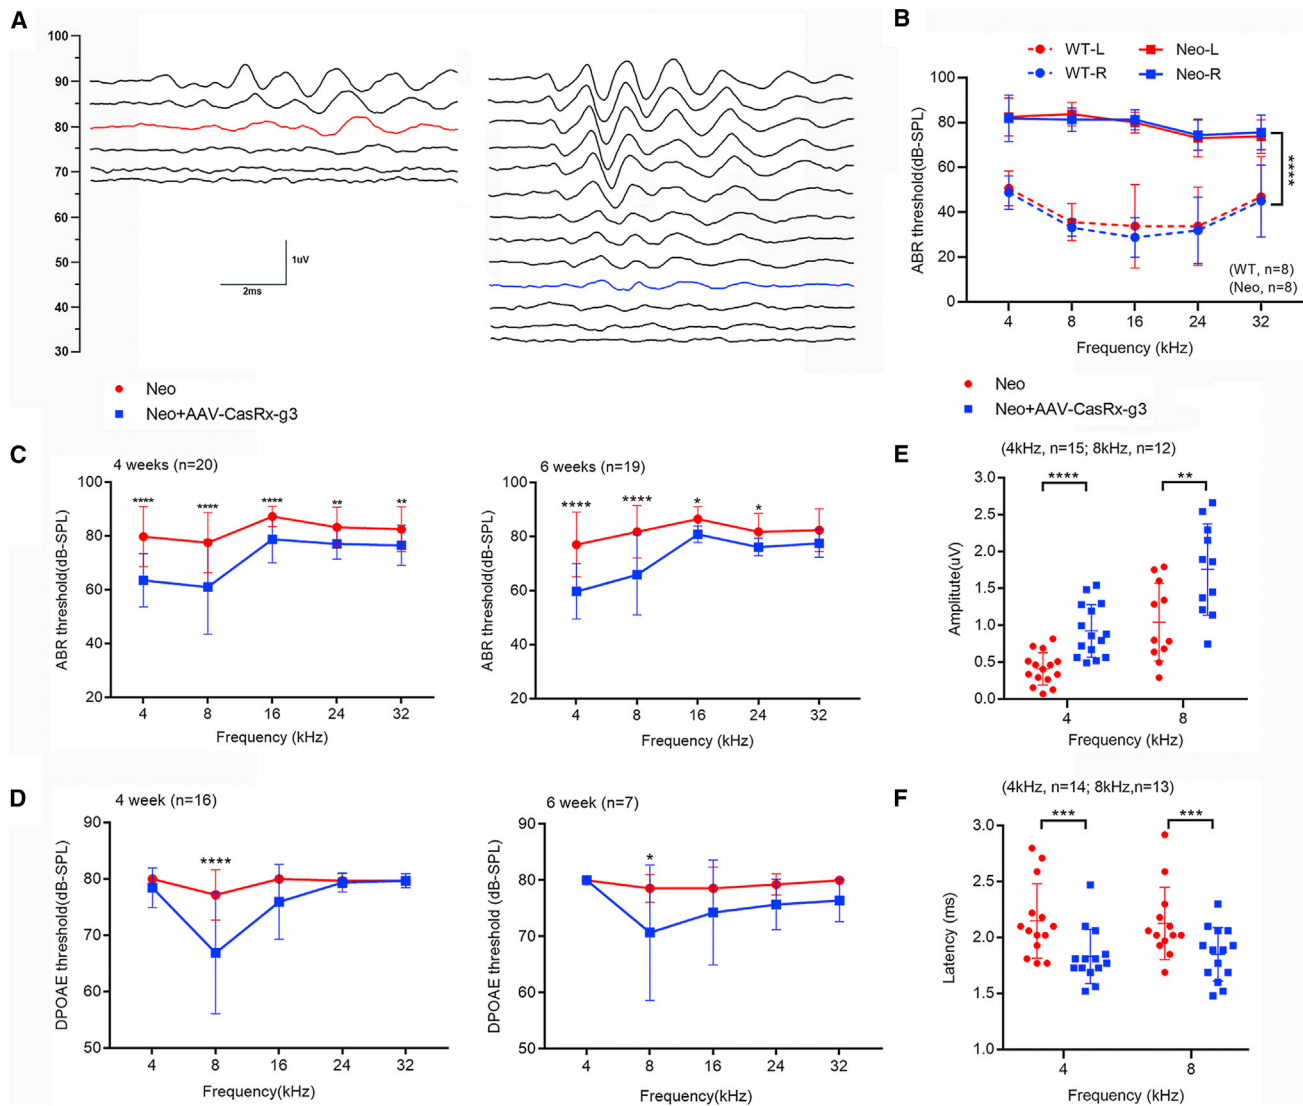 A
100
90
80
70
60
50
40
30
1uV
2ms
B
WT-L
Neo-L
WT-R
Neo-R
ABR threshold(dB-SPL)
100
80
60
40
20
0
****
(WT, n=8)
(Neo, n=8)
4
8
16
24
32
Frequency (kHz)
Neo
Neo+AAV-CasRx-g3
C
4 weeks (n=20)
ABR threshold(dB-SPL)
100
80
60
40
20
****
****
****
**
**
4
8
16
24
32
Frequency (kHz)
6 weeks (n=19)
ABR threshold(dB-SPL)
100
80
60
40
20
****
****
*
*
4
8
16
24
32
Frequency (kHz)
D
4 week (n=16)
DPOAE threshold(dB-SPL)
90
80
70
60
50
****
4
8
16
24
32
Frequency(kHz)
6 week (n=7)
DPOAE threshold (dB-SPL)
90
80
70
60
50
*
4
8
16
24
32
Frequency(kHz)
Neo
Neo+AAV-CasRx-g3
E
(4kHz, n=15; 8kHz, n=12)
Amplitude(uV)
3.0
2.5
2.0
1.5
1.0
0.5
0.0
****
**
4
8
Frequency (kHz)
F
(4kHz, n=14; 8kHz,n=13)
Latency (ms)
3.0
2.5
2.0
1.5
1.0
***
***
4
8
Frequency (kHz)